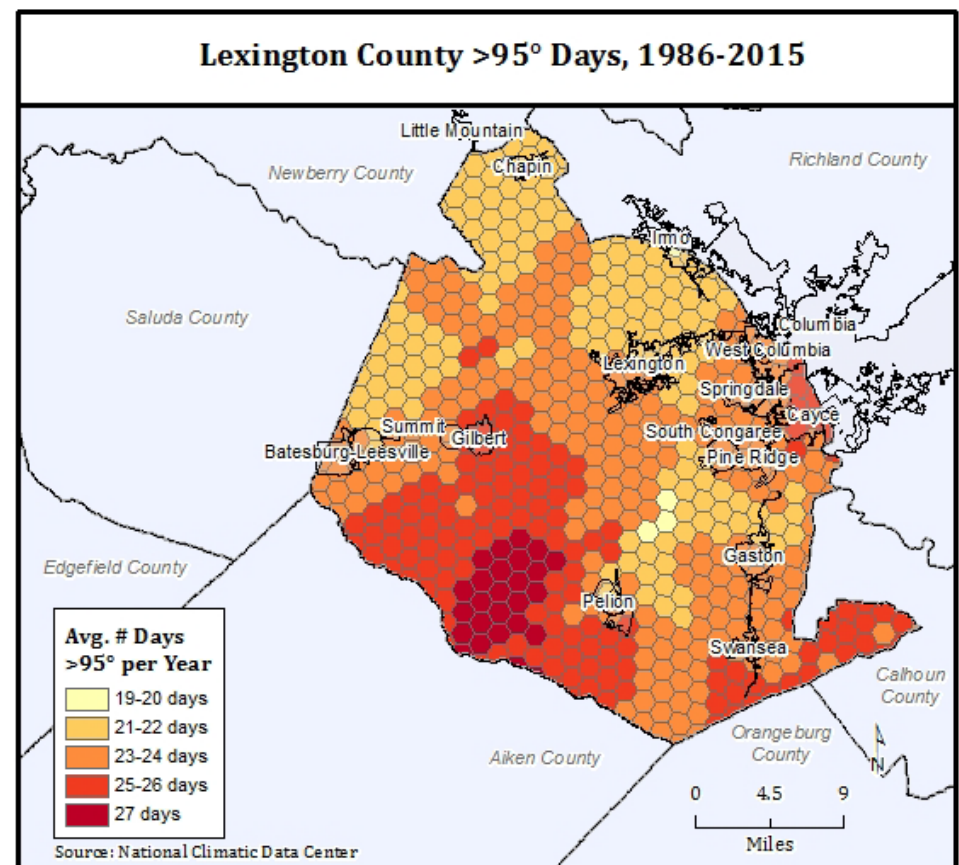 Lexington County >95° Days, 1986-2015
Little Mountain
Chapin
Newberry County
Richland County
Irmo
Saluda County
Columbia
West Columbia
Lexington
Springdale
Cayce
Summit
Gilbert
South Congaree
Batesburg-Leesville
Pine Ridge
Gaston
Edgefield County
Pelion
Swansea
Calhoun
County
Orangeburg
County
Aiken County
Avg. # Days
>95° per Year
19-20 days
21-22 days
23-24 days
25-26 days
27 days
N
0 4.5 9
Miles
Source: National Climatic Data Center